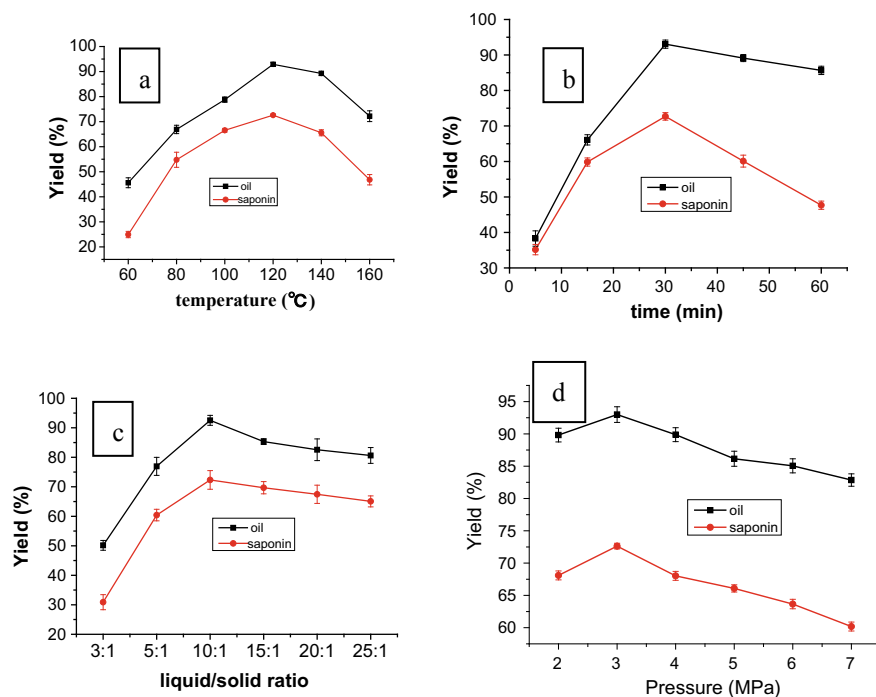 a
100
90
80
70
60
50
40
30
20
Yield (%)
oil
saponin
60 80 100 120 140 160
temperature (℃)
b
100
90
80
70
60
50
40
30
Yield (%)
oil
saponin
0 10 20 30 40 50 60
time (min)
c
100
90
80
70
60
50
40
30
20
Yield (%)
oil
saponin
3:1 5:1 10:1 15:1 20:1 25:1
liquid/solid ratio
d
95
90
85
80
75
70
65
60
Yield (%)
oil
saponin
2 3 4 5 6 7
Pressure (MPa)